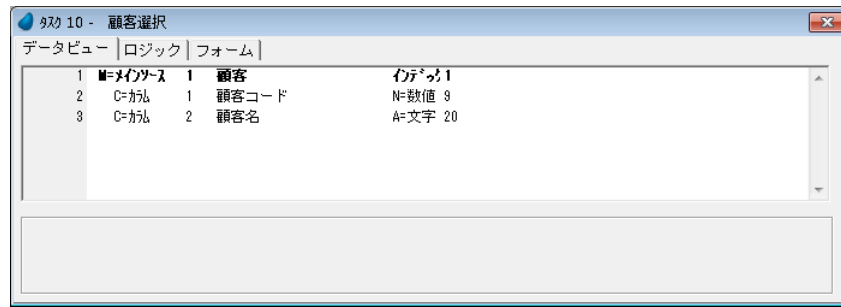 ﾀｽｸ 10 - 顧客選択
データビュー ロジック フォーム
1 M=ﾒｲﾝｿｰｽ 1 顧客 ｲﾝﾃﾞｯｸｽ 1
2 C=ｶﾗﾑ 1 顧客コード N=数値 9
3 C=ｶﾗﾑ 2 顧客名 A=文字 20